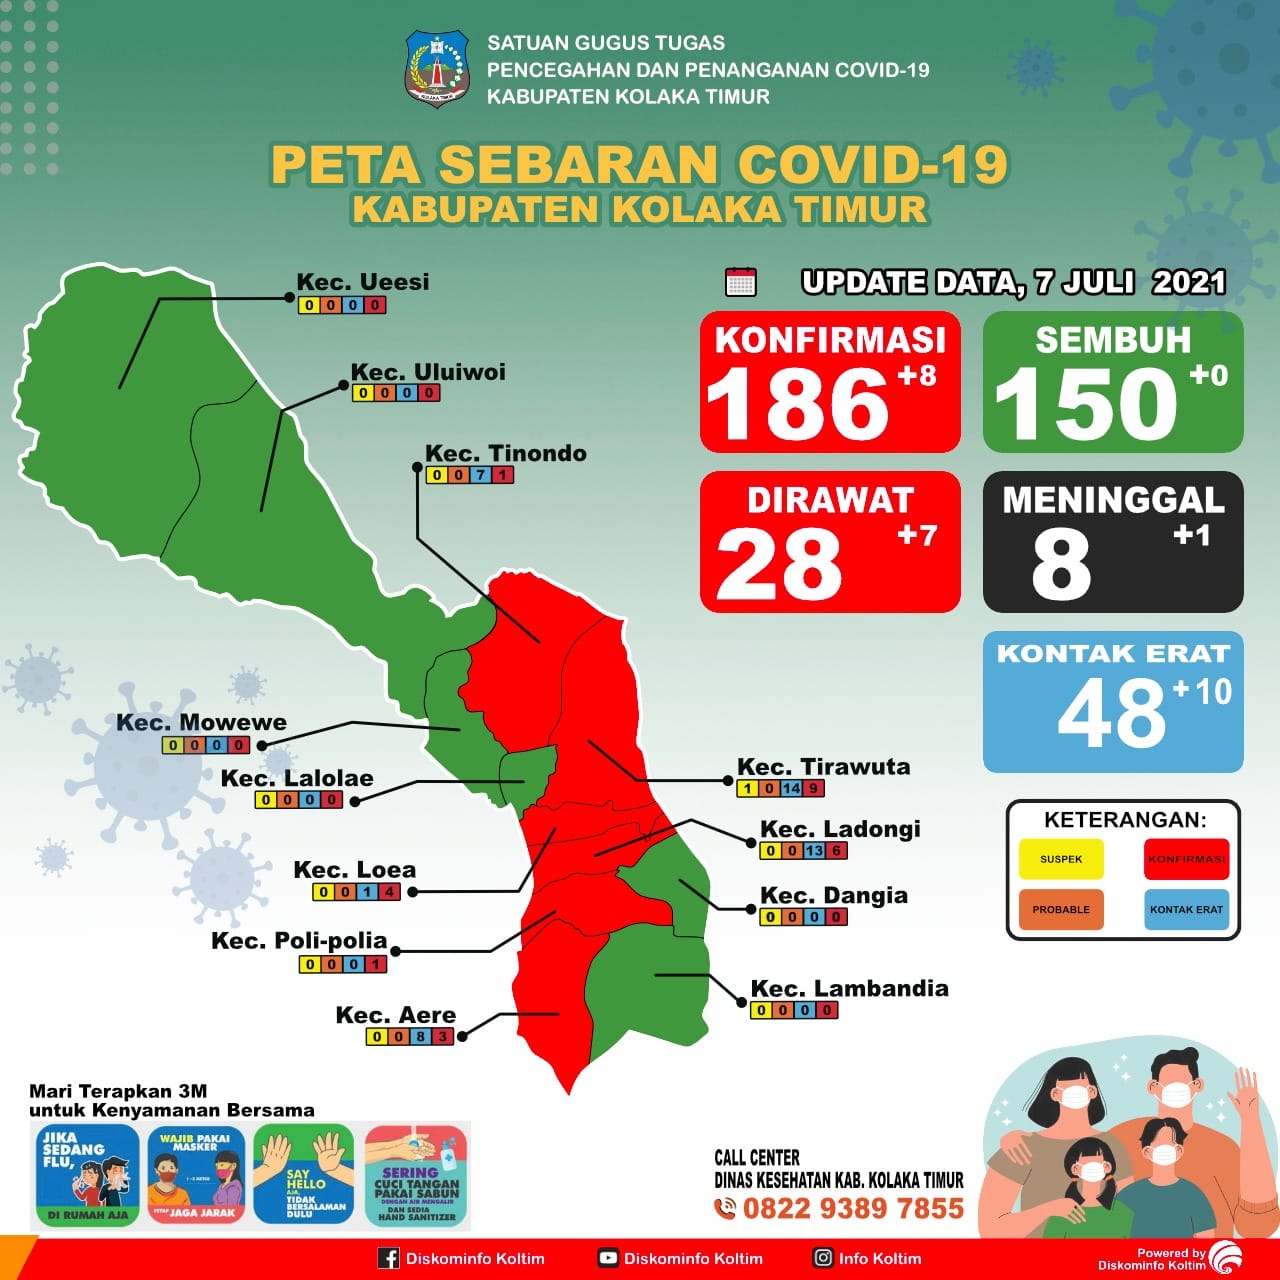 SATUAN GUGUS TUGAS
PENCEGAHAN DAN PENANGANAN COVID-19
KABUPATEN KOLAKA TIMUR
KOLAKA TIMUR
PETA SEBARAN COVID-19
KABUPATEN KOLAKA TIMUR
UPDATE DATA, 7 JULI 2021
KONFIRMASI
186 +8
SEMBUH
150 +0
DIRAWAT
28 +7
MENINGGAL
8 +1
KONTAK ERAT
48 +10
Kec. Ueesi
0 0 0 0
Kec. Uluiwoi
0 0 0 0
Kec. Tinondo
0 0 7 1
Kec. Mowewe
0 0 0 0
Kec. Lalolae
0 0 0 0
Kec. Tirawuta
1 0 14 9
Kec. Ladongi
0 0 13 6
Kec. Loea
0 0 1 4
Kec. Dangia
0 0 0 0
Kec. Poli-polia
0 0 0 1
Kec. Lambandia
0 0 0 0
Kec. Aere
0 0 8 3
KETERANGAN:
SUSPEK
KONFIRMASI
PROBABLE
KONTAK ERAT
Mari Terapkan 3M
untuk Kenyamanan Bersama
JIKA
SEDANG
FLU,
DI RUMAH AJA
WAJIB PAKAI
MASKER
1-2 METER
TETAP JAGA JARAK
SAY
HELLO
AJA,
TIDAK
BERSALAMAN
DULU
SERING
CUCI TANGAN
PAKAI SABUN
DENGAN AIR MENGALIR
DAN SEDIA
HAND SANITIZER
CALL CENTER
DINAS KESEHATAN KAB. KOLAKA TIMUR
0822 9389 7855
Diskominfo Koltim
Diskominfo Koltim
Info Koltim
Powered by
Diskominfo Koltim